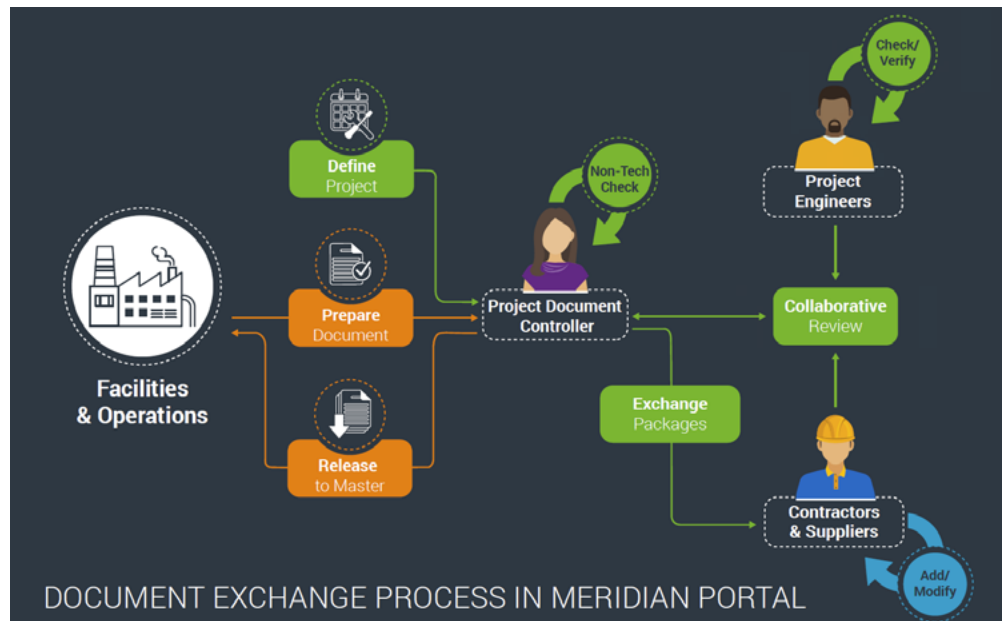 Check/
Verify
Define
Project
Non-Tech
Check
Project
Engineers
Prepare
Document
Project Document
Controller
Collaborative
Review
Facilities
& Operations
Exchange
Packages
Release
to Master
Contractors
& Suppliers
Add/
Modify
DOCUMENT EXCHANGE PROCESS IN MERIDIAN PORTAL